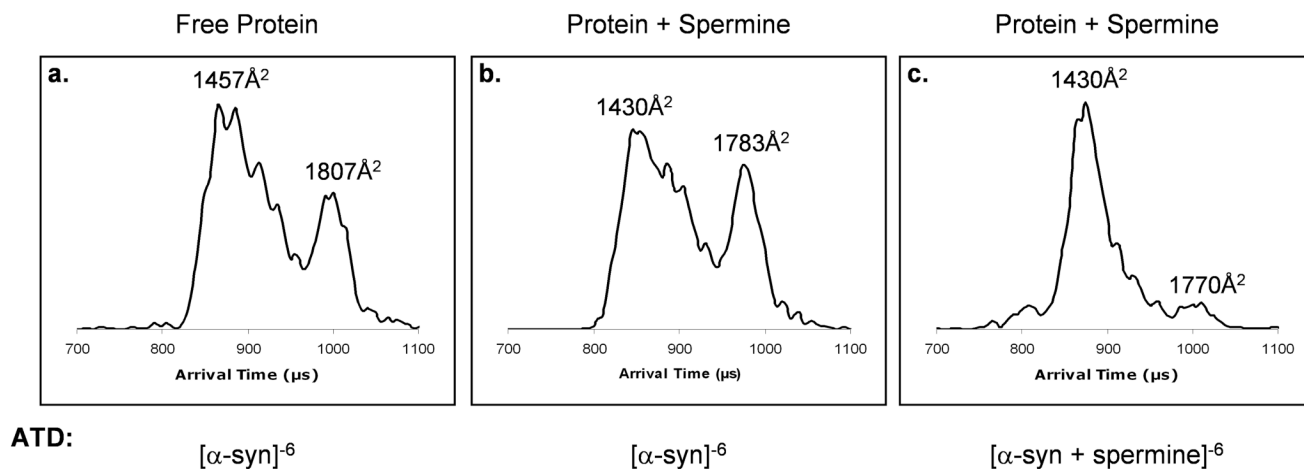 Free Protein
Protein + Spermine
Protein + Spermine
a.
1457Å²
1807Å²
700 800 900 1000 1100
Arrival Time (µs)
b.
1430Å²
1783Å²
700 800 900 1000 1100
Arrival Time (µs)
c.
1430Å²
1770Å²
700 800 900 1000 1100
Arrival Time (µs)
ATD:
[α-syn]⁻⁶
[α-syn]⁻⁶
[α-syn + spermine]⁻⁶